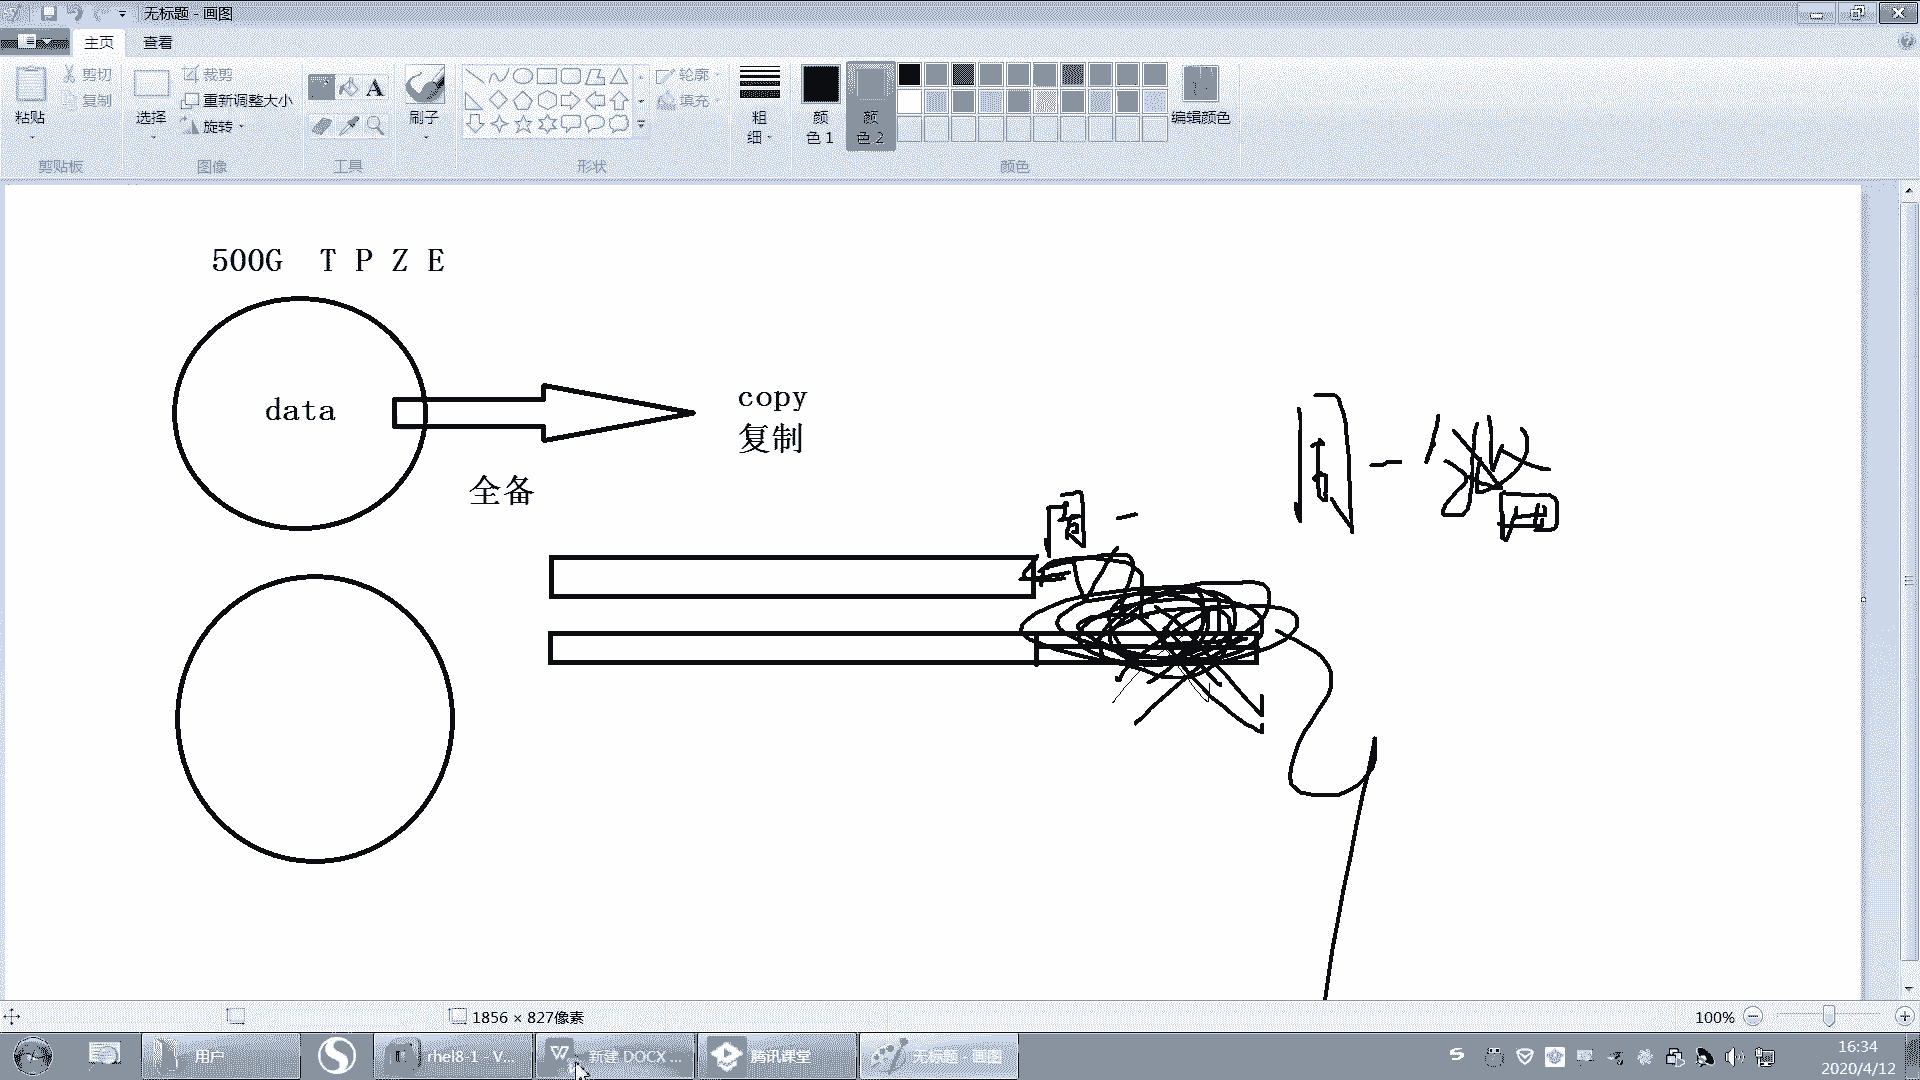 无标题 - 画图
主页 查看
剪切
复制
粘贴
剪贴板
裁剪
重新调整大小
旋转
选择
图像
A
工具
刷子
轮廓
填充
形状
粗细
颜色 1
颜色 2
编辑颜色
颜色
500G T P Z E
data
copy
复制
全备
周一
周一
1856 × 827像素
100%
用户
rhel8-1 - V...
新建 DOCX ...
腾讯课堂
无标题 - 画图
16:34
2020/4/12